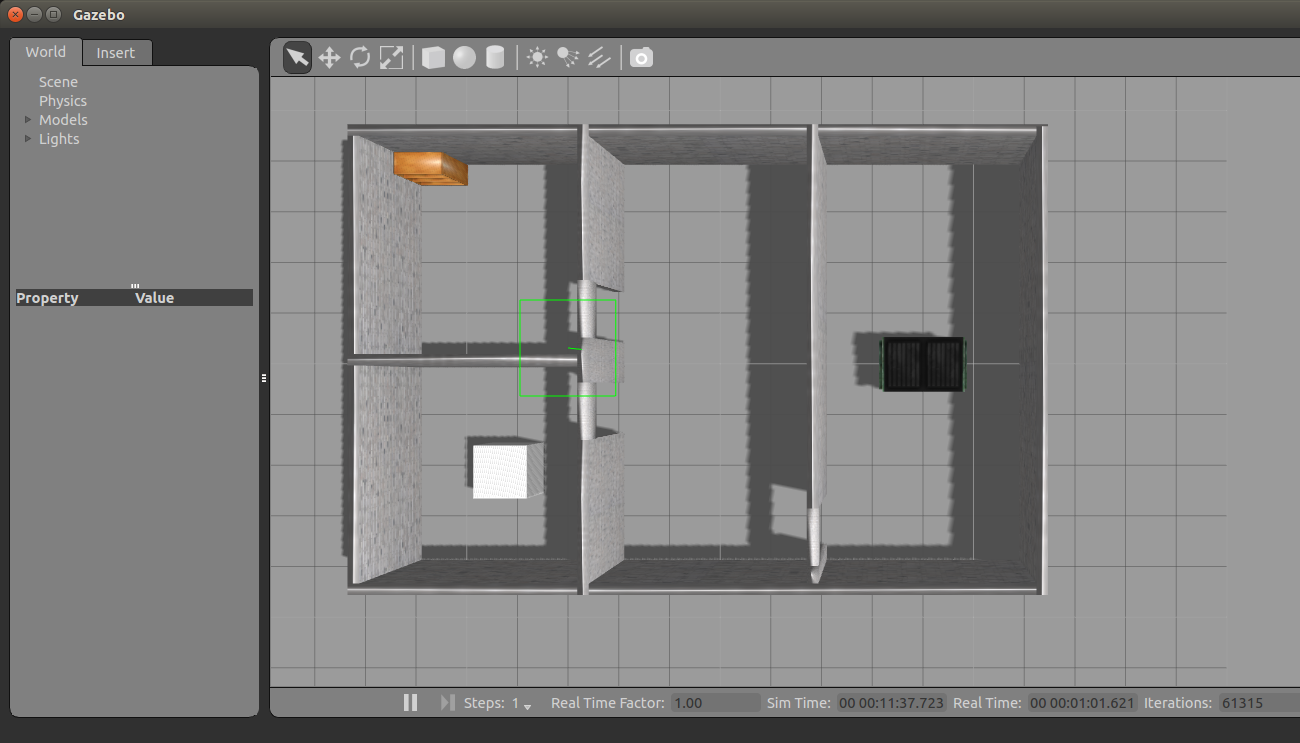 Gazebo
World Insert
Scene
Physics
Models
Lights
Property Value
Steps: 1 Real Time Factor: 1.00 Sim Time: 00 00:11:37.723 Real Time: 00 00:01:01.621 Iterations: 61315